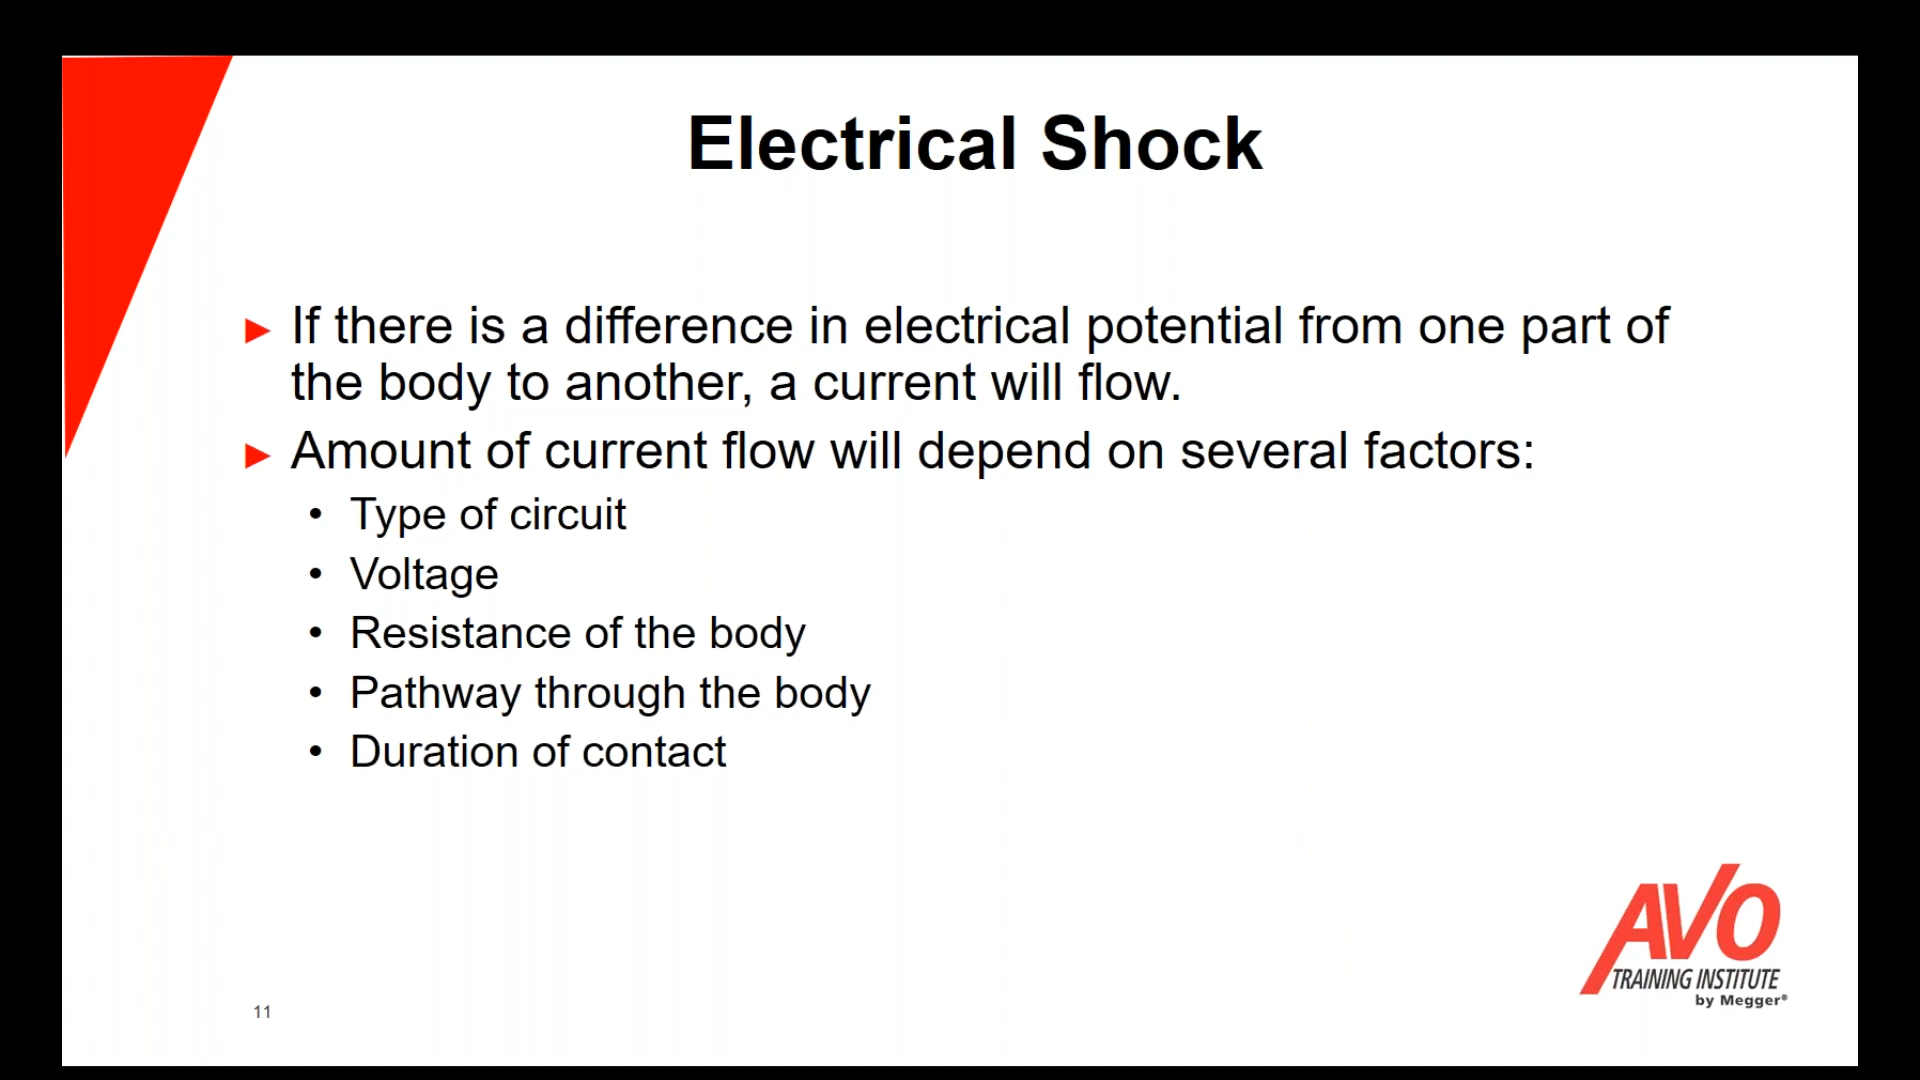 Electrical Shock
► If there is a difference in electrical potential from one part of
the body to another, a current will flow.
► Amount of current flow will depend on several factors:
• Type of circuit
• Voltage
• Resistance of the body
• Pathway through the body
• Duration of contact
AVO
TRAINING INSTITUTE
by Megger®
11